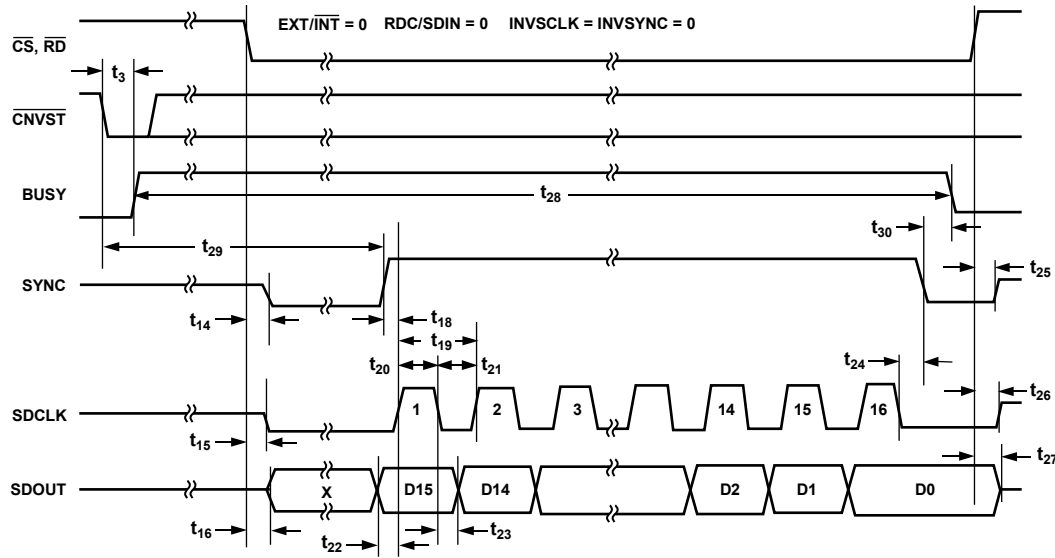 EXT/INT = 0 RDC/SDIN = 0 INVSCLK = INVSYNC = 0
CS, RD
t3
CNVST
BUSY
t28
t29
t30
SYNC
t25
t14
t18
t19
t20
t21
t24
t26
SDCLK
1
2
3
14
15
16
t15
t27
SDOUT
X
D15
D14
D2
D1
D0
t16
t22
t23